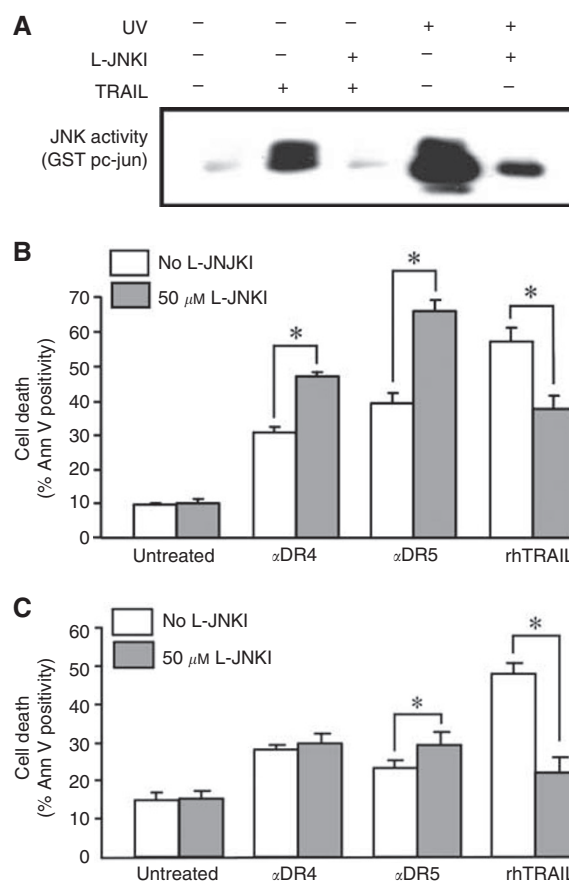 A
UV – – – + +
L-JNKI – – + – +
TRAIL – + + – –
JNK activity
(GST pc-jun)
B
No L-JNJKI
50 μM L-JNKI
Cell death
(% Ann V positivity)
70
60
50
40
30
20
10
0
* * *
Untreated αDR4 αDR5 rhTRAIL
C
No L-JNKI
50 μM L-JNKI
Cell death
(% Ann V positivity)
60
50
40
30
20
10
0
* *
Untreated αDR4 αDR5 rhTRAIL